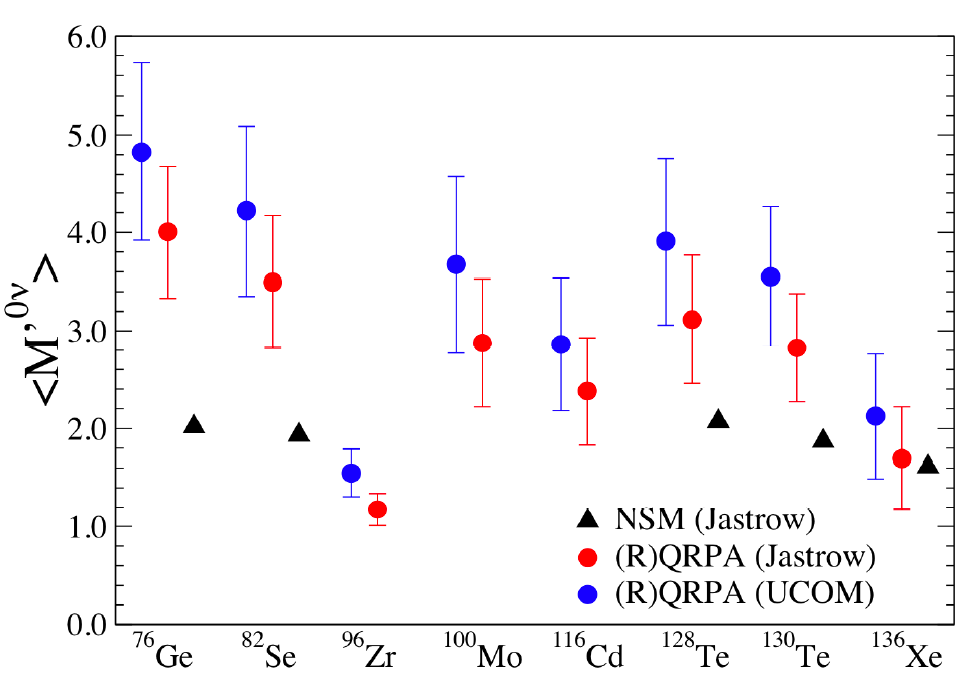 6.0
5.0
4.0
3.0
2.0
1.0
0.0
<M’⁰ᵛ>
NSM (Jastrow)
(R)QRPA (Jastrow)
(R)QRPA (UCOM)
⁷⁶Ge ⁸²Se ⁹⁶Zr ¹⁰⁰Mo ¹¹⁶Cd ¹²⁸Te ¹³⁰Te ¹³⁶Xe